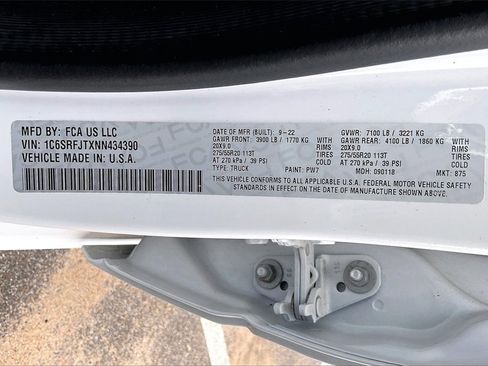 MFD BY: FCA US LLC
VIN: 1C6SRFJTXNN434390
VEHICLE MADE IN: U.S.A.
DATE OF MFR (BUILT): 9-22 GVWR: 7100 LB / 3221 KG
GAWR FRONT: 3900 LB / 1770 KG WITH GAWR REAR: 4100 LB / 1860 KG WITH
20X9.0 RIMS 20X9.0 RIMS
275/55R20 113T TIRES 275/55R20 113T TIRES
AT 270 kPa / 39 PSI COLD AT 270 kPa / 39 PSI COLD
TYPE: TRUCK PAINT: PW7 MDH: 090118 MKT: 875
THIS VEHICLE CONFORMS TO ALL APPLICABLE U.S.A. FEDERAL MOTOR VEHICLE SAFETY
STANDARDS IN EFFECT ON THE DATE OF MANUFACTURE SHOWN ABOVE.